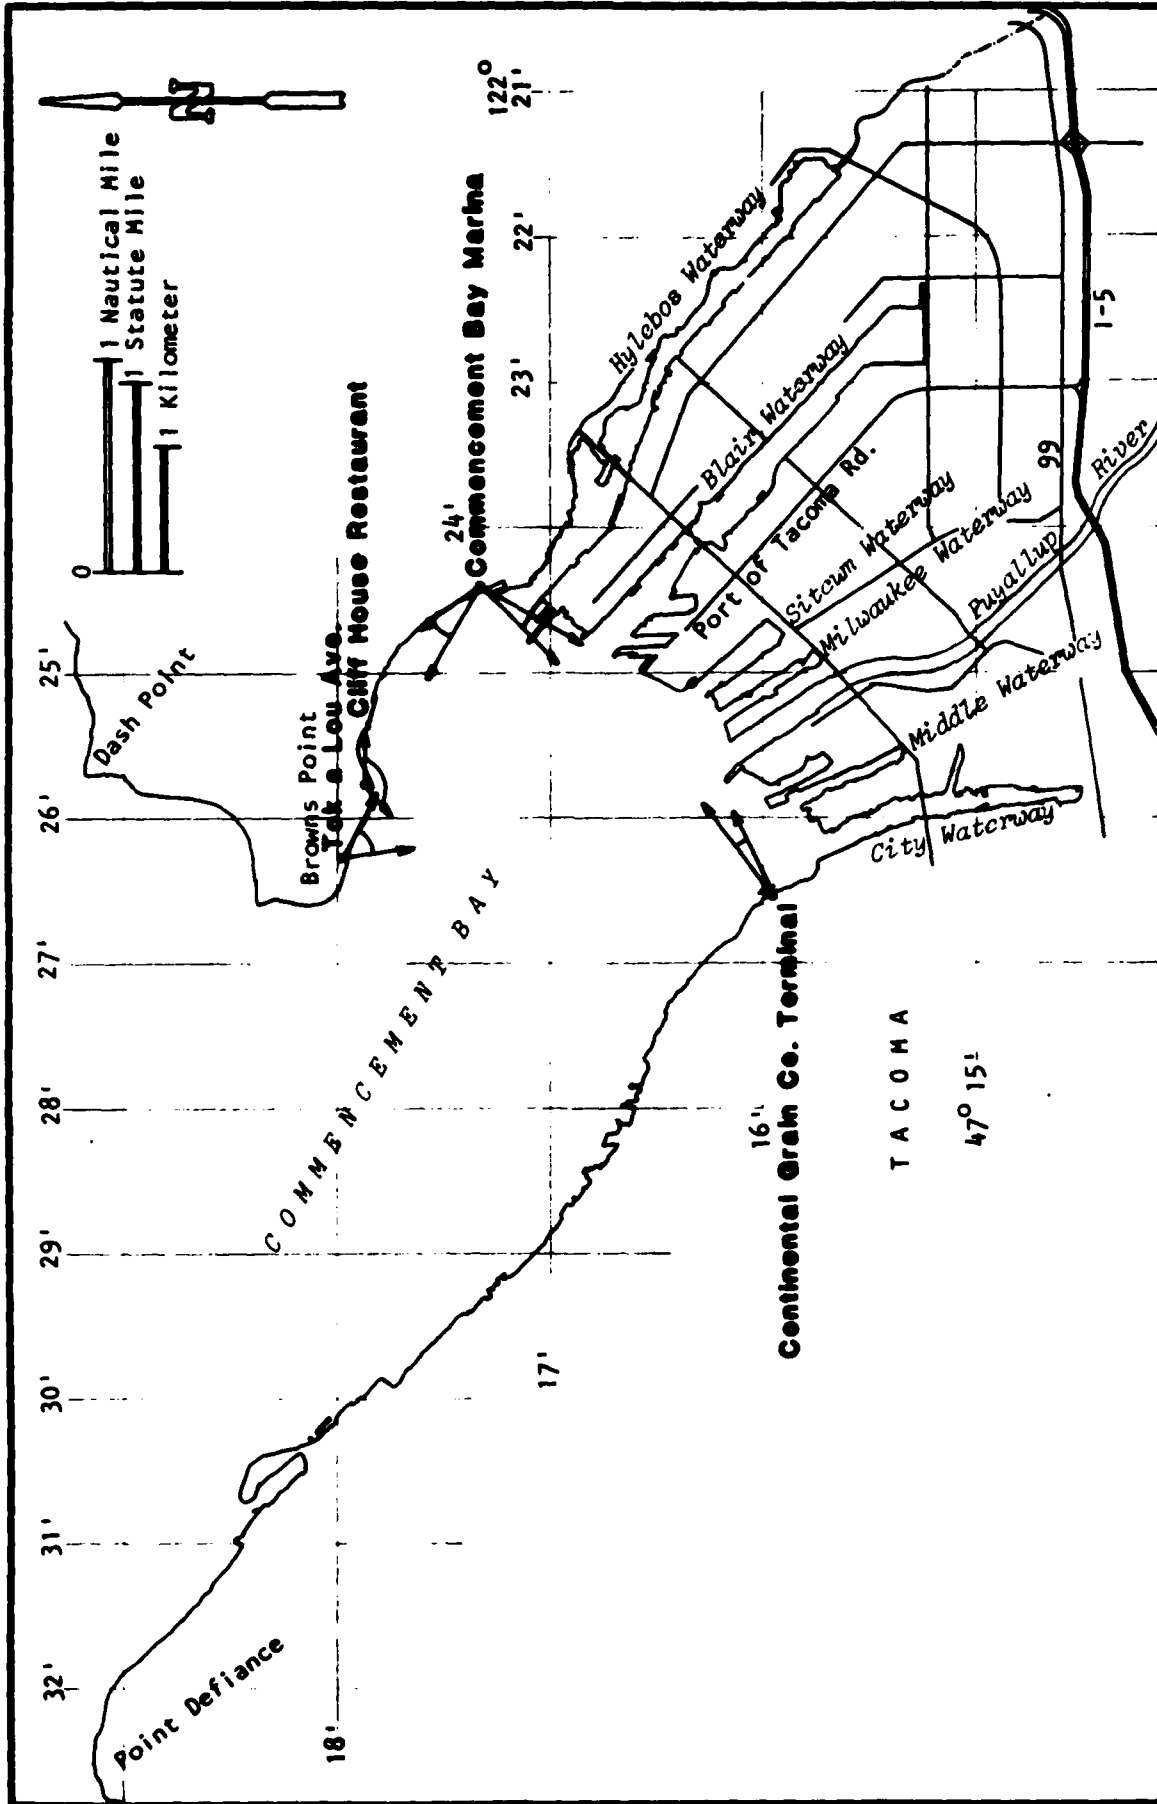 0
1 Nautical Mile
1 Statute Mile
1 Kilometer
N
32'
31'
30'
29'
28'
27'
26'
25'
24'
23'
22'
122°
21'
18'
17'
16'
47° 15'
Point Defiance
Dash Point
Browns Point
Tok a Lou Ave.
Cliff House Restaurant
Commencement Bay Marina
COMMENCEMENT BAY
Hylebos Waterway
Blair Waterway
Port of Tacoma Rd.
Sitcum Waterway
Milwaukee Waterway
Puyallup River
Middle Waterway
City Waterway
Continental Grain Co. Terminal
TACOMA
99
I-5